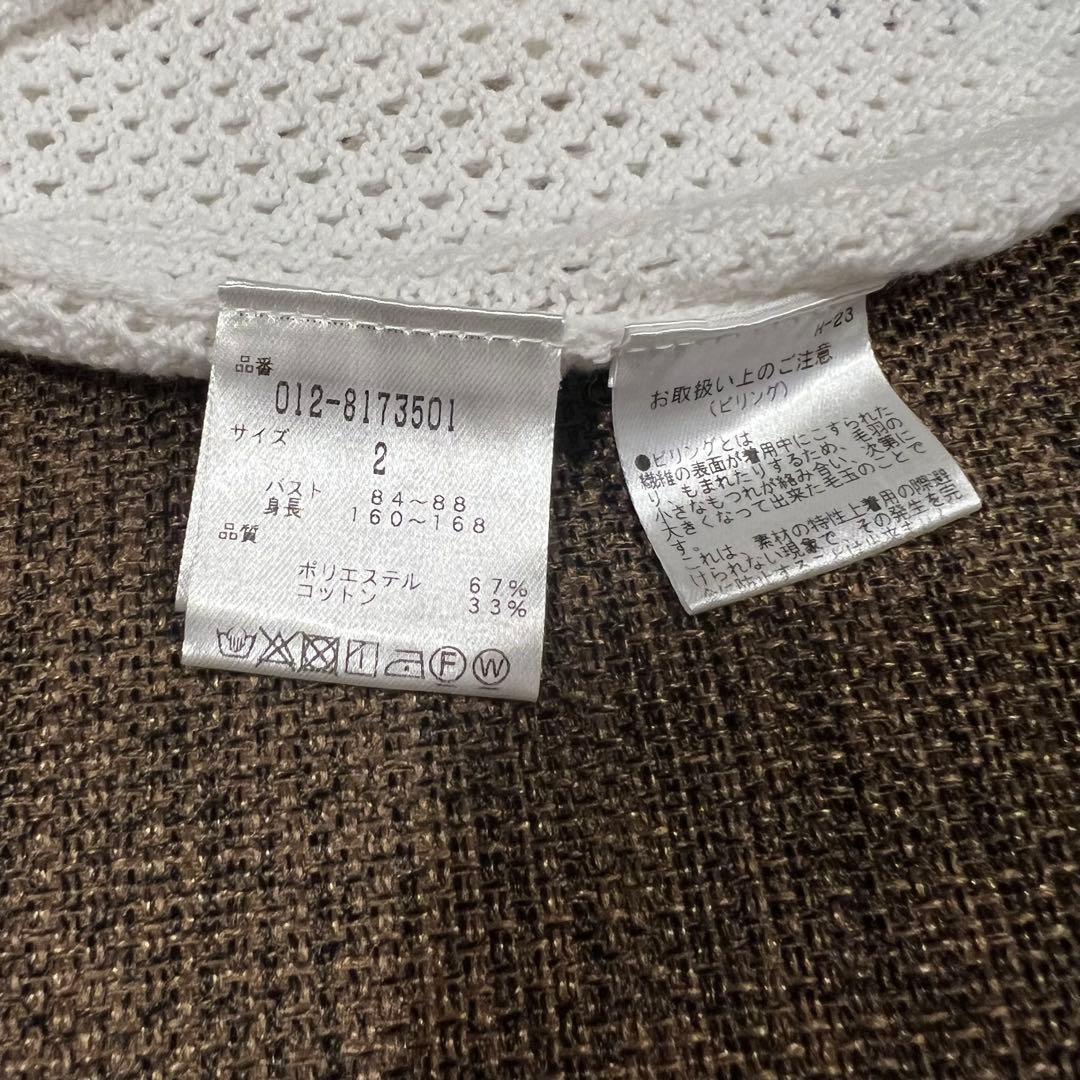 品番
012-8173501
サイズ
2
バスト 84～88
身長 160～168
品質
ポリエステル 67%
コットン 33%
F W
H-23
お取扱い上のご注意
(ピリング)
●ピリングとは
繊維の表面が着用中にこすられた
り、もまれたりするため、毛羽の
小さなもつれが絡み合い、次第に
大きくなって出来た毛玉のことで
す。
これは、素材の特性上着用の際避
けられない現象で、その発生を完